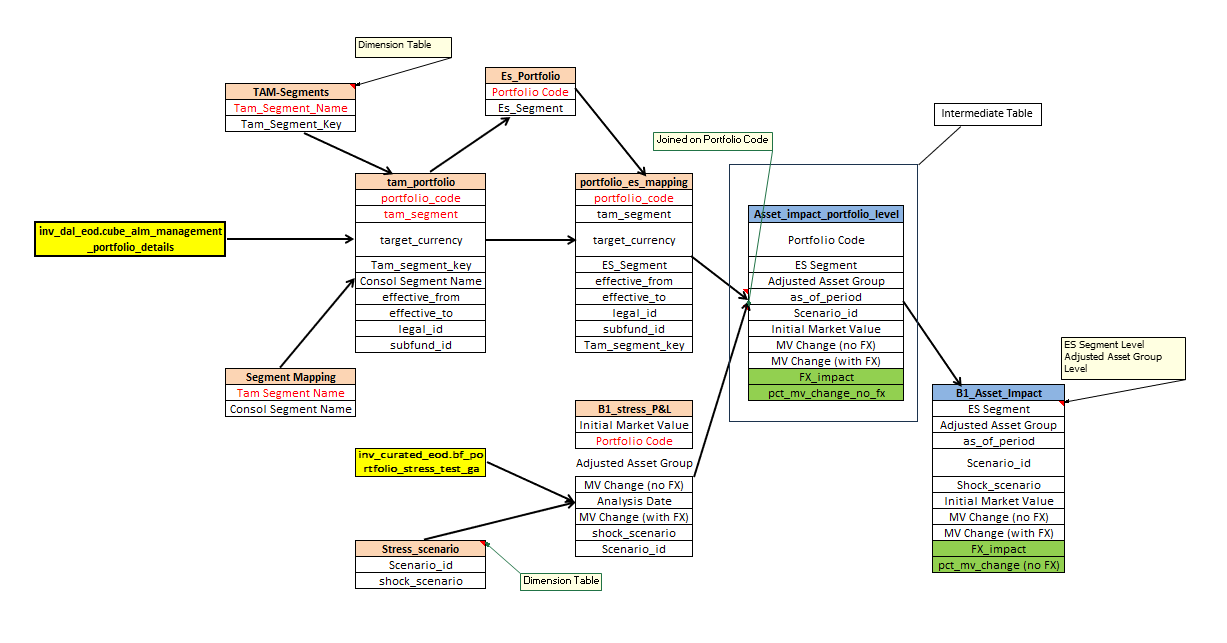 Dimension Table
TAM-Segments
Tam_Segment_Name
Tam_Segment_Key
Es_Portfolio
Portfolio Code
Es_Segment
Intermediate Table
Joined on Portfolio Code
tam_portfolio
portfolio_code
tam_segment
target_currency
Tam_segment_key
Consol Segment Name
effective_from
effective_to
legal_id
subfund_id
portfolio_es_mapping
portfolio_code
tam_segment
target_currency
ES_Segment
effective_from
effective_to
legal_id
subfund_id
Tam_segment_key
inv_dal_eod.cube_alm_management
_portfolio_details
Asset_impact_portfolio_level
Portfolio Code
ES Segment
Adjusted Asset Group
as_of_period
Scenario_id
Initial Market Value
MV Change (no FX)
MV Change (with FX)
FX_impact
pct_mv_change_no_fx
Segment Mapping
Tam Segment Name
Consol Segment Name
ES Segment Level
Adjusted Asset Group
Level
B1_Asset_Impact
ES Segment
Adjusted Asset Group
as_of_period
Scenario_id
Shock_scenario
Initial Market Value
MV Change (no FX)
MV Change (with FX)
FX_impact
pct_mv_change (no FX)
B1_stress_P&L
Initial Market Value
Portfolio Code
Adjusted Asset Group
MV Change (no FX)
Analysis Date
MV Change (with FX)
shock_scenario
Scenario_id
inv_curated_eod.bf_po
rtfolio_stress_test_ga
Stress_scenario
Scenario_id
shock_scenario
Dimension Table